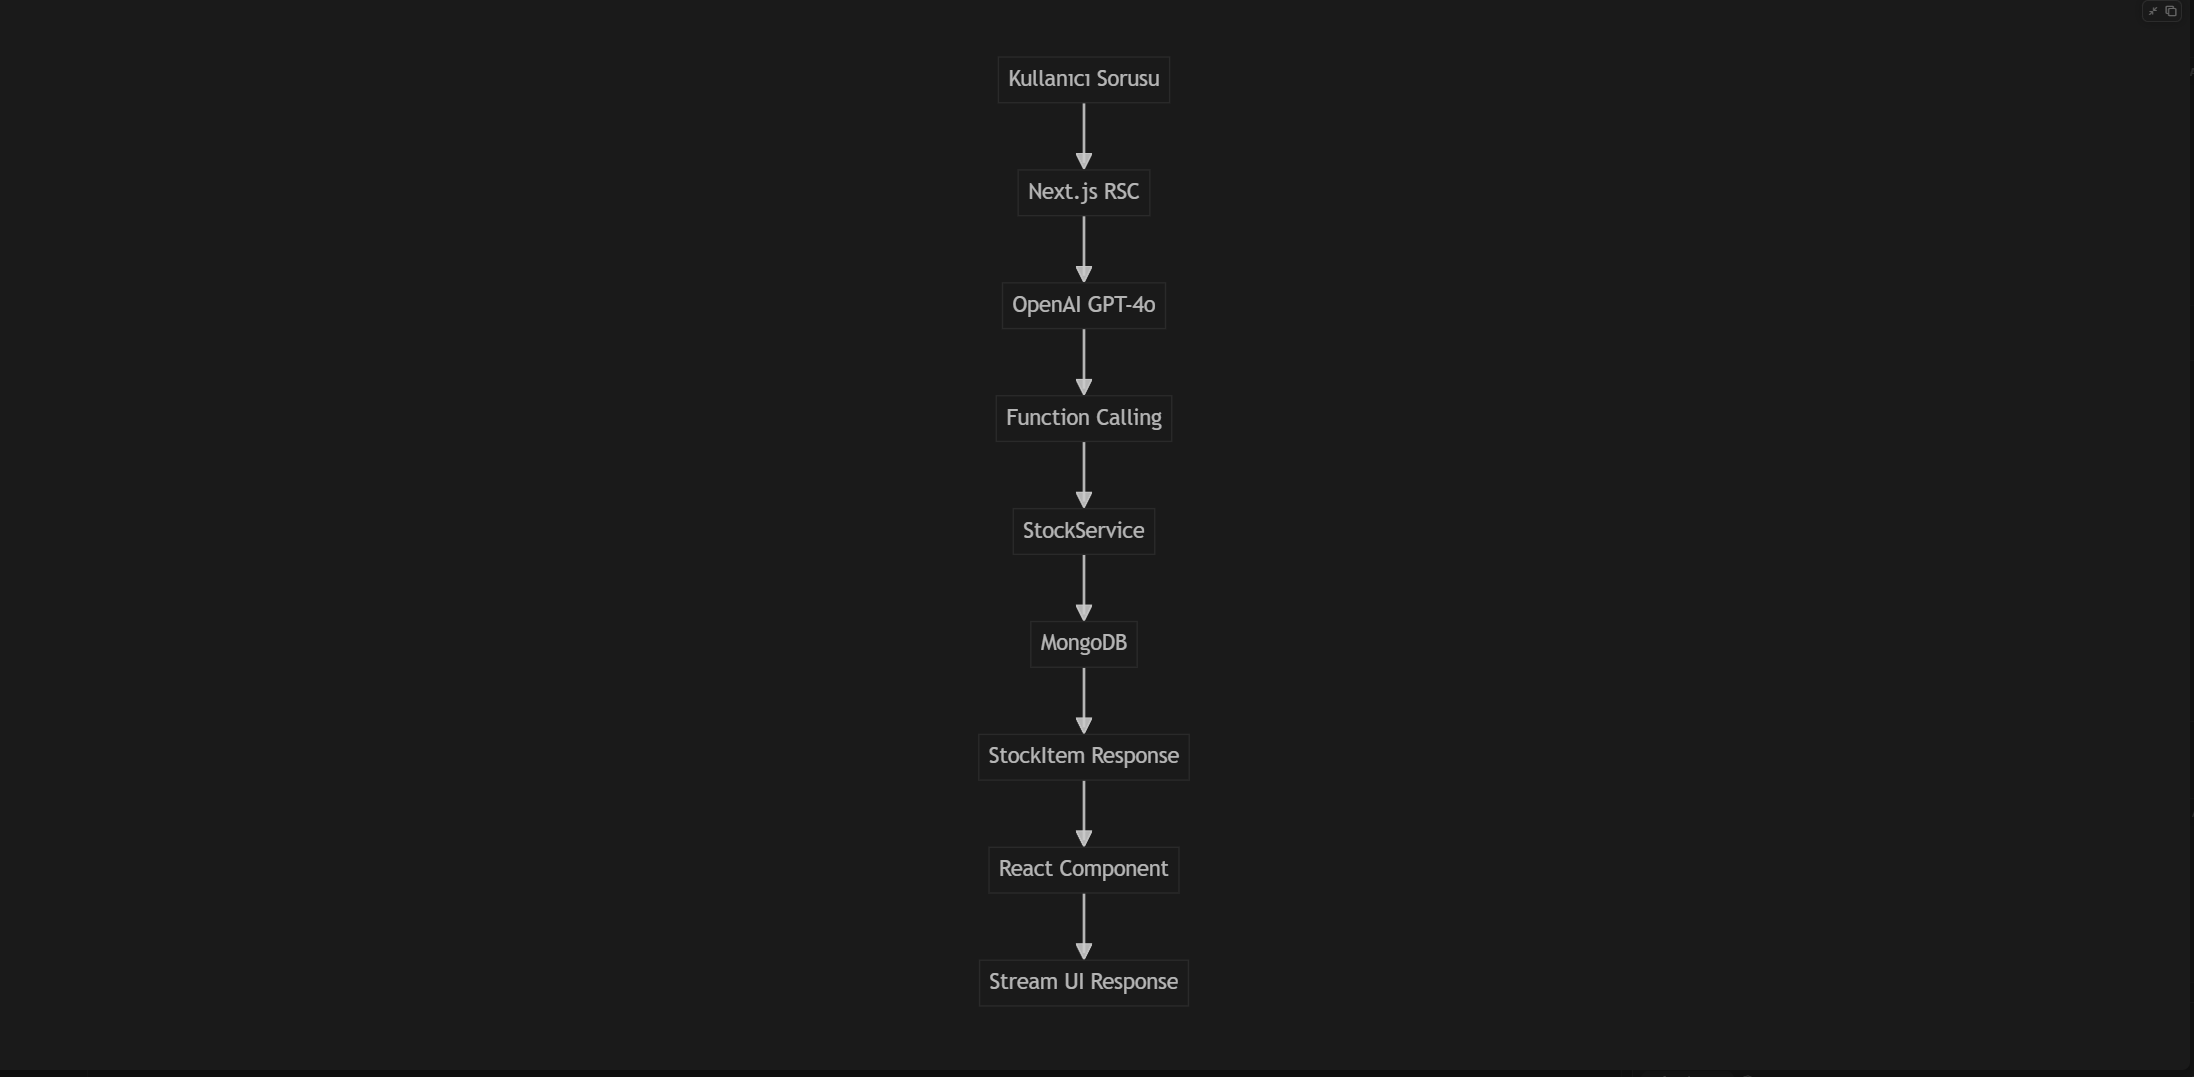 Kullanıcı Sorusu
Next.js RSC
OpenAI GPT-4o
Function Calling
StockService
MongoDB
StockItem Response
React Component
Stream UI Response